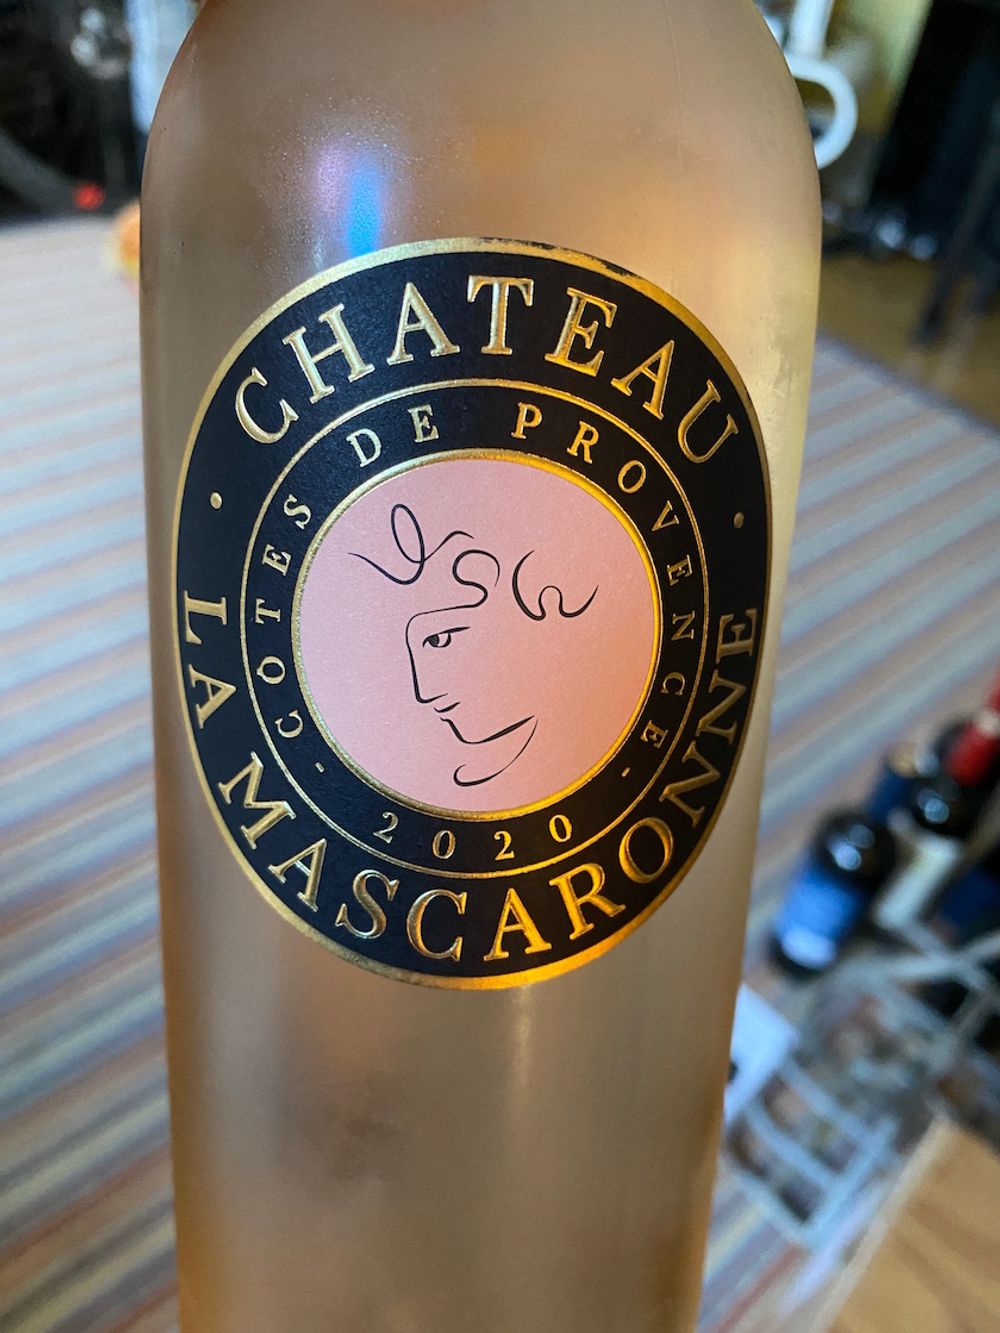 CHATEAU
COTES DE PROVENCE
2020
LA MASCARONNE